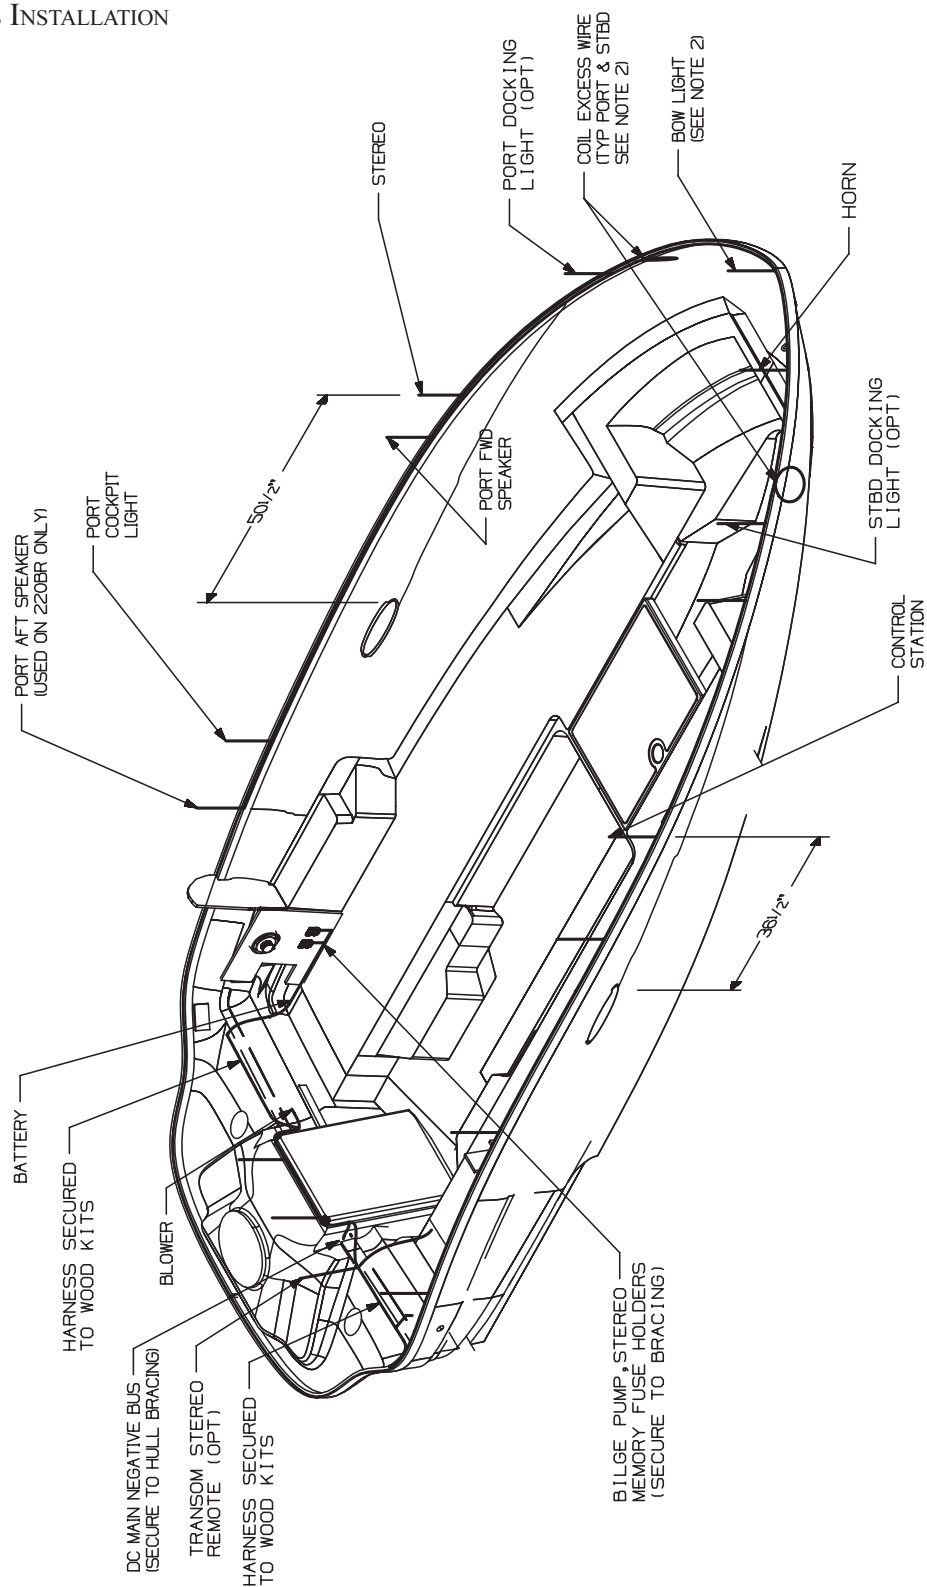 INSTALLATION
PORT AFT SPEAKER
(USED ON 220BR ONLY)
PORT
COCKPIT
LIGHT
50 1/2"
STEREO
PORT FWD
SPEAKER
PORT DOCKING
LIGHT (OPT)
COIL EXCESS WIRE
(TYP PORT & STBD
SEE NOTE 2)
BOW LIGHT
(SEE NOTE 2)
HORN
STBD DOCKING
LIGHT (OPT)
CONTROL
STATION
36 1/2"
BATTERY
HARNESS SECURED
TO WOOD KITS
BLOWER
DC MAIN NEGATIVE BUS
(SECURE TO HULL BRACING)
TRANSOM STEREO
REMOTE (OPT)
HARNESS SECURED
TO WOOD KITS
BILGE PUMP, STEREO
MEMORY FUSE HOLDERS
(SECURE TO BRACING)